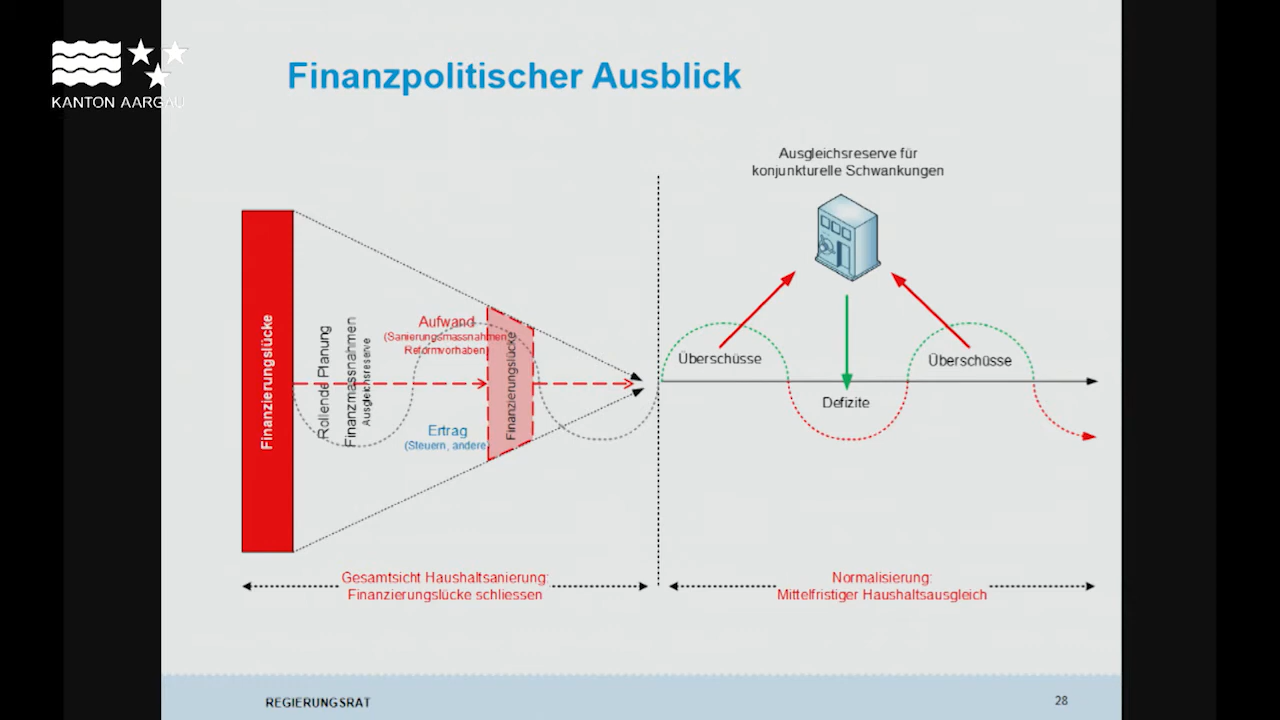 KANTON AARGAU
Finanzpolitischer Ausblick
Ausgleichsreserve für
konjunkturelle Schwankungen
Finanzierungslücke
Rollende Planung
Finanzmassnahmen
Ausgleichsreserve
Aufwand
(Sanierungsmassnahmen
Reformvorhaben)
Ertrag
(Steuern, andere
Finanzierungslücke
Überschüsse
Defizite
Überschüsse
Gesamtsicht Haushaltsanierung:
Finanzierungslücke schliessen
Normalisierung:
Mittelfristiger Haushaltsausgleich
REGIERUNGSRAT
28